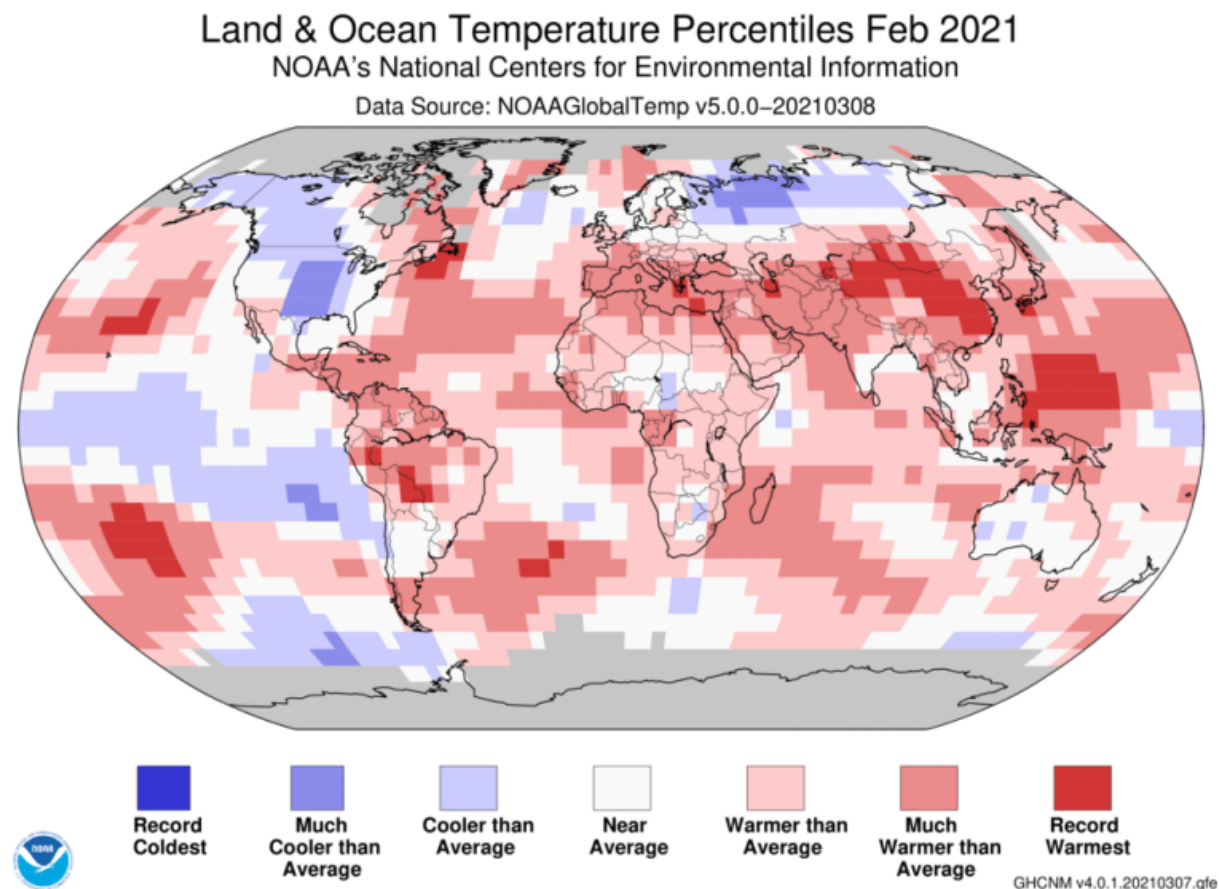 Land & Ocean Temperature Percentiles Feb 2021
NOAA's National Centers for Environmental Information
Data Source: NOAAGlobalTemp v5.0.0−20210308
Record
Coldest
Much
Cooler than
Average
Cooler than
Average
Near
Average
Warmer than
Average
Much
Warmer than
Average
Record
Warmest
NOAA
GHCNM v4.0.1.20210307.qfe